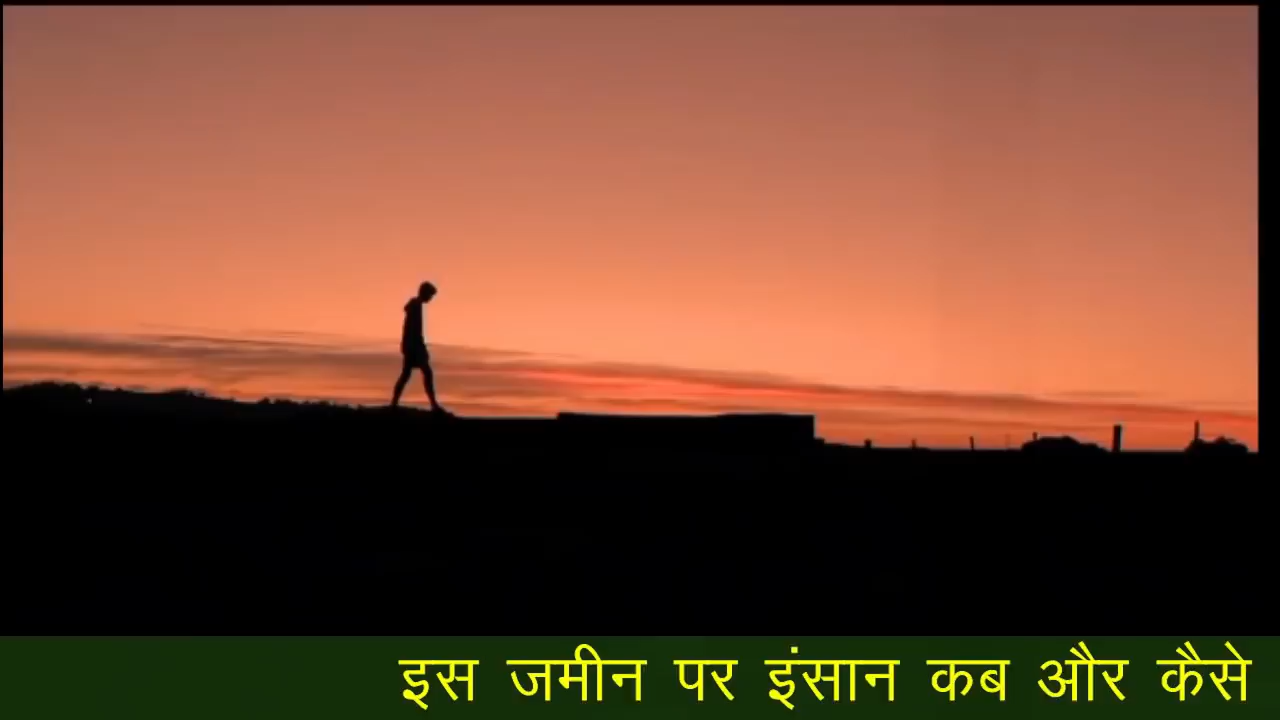 इस जमीन पर इंसान कब और कैसे